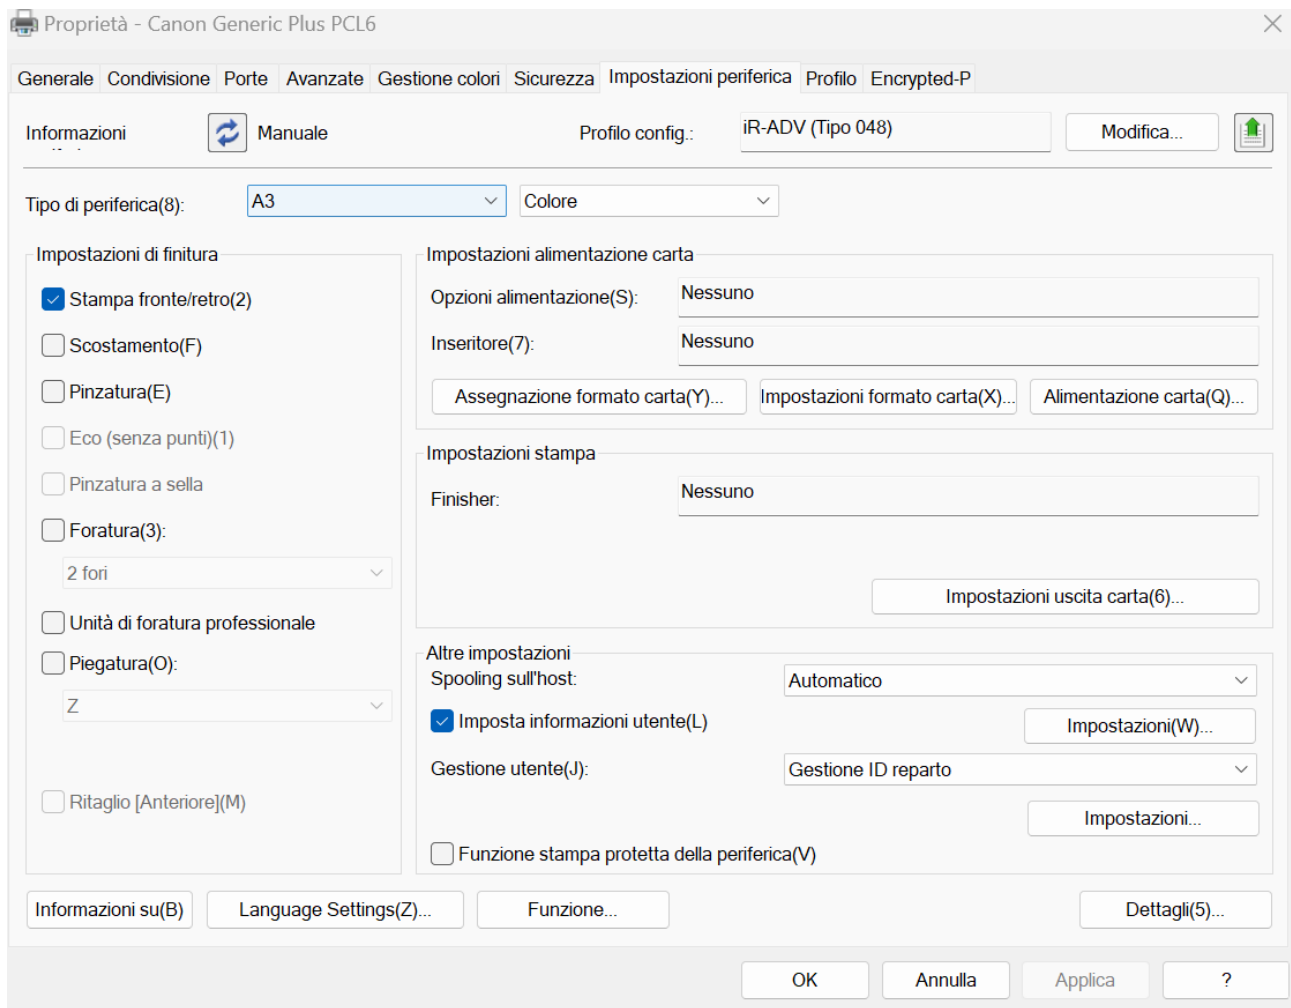 Proprietà - Canon Generic Plus PCL6
Generale Condivisione Porte Avanzate Gestione colori Sicurezza Impostazioni periferica Profilo Encrypted-P
Informazioni
Manuale
Profilo config.:
iR-ADV (Tipo 048)
Modifica...
Tipo di periferica(8):
A3
Colore
Impostazioni di finitura
Stampa fronte/retro(2)
Scostamento(F)
Pinzatura(E)
Eco (senza punti)(1)
Pinzatura a sella
Foratura(3):
2 fori
Unità di foratura professionale
Piegatura(O):
Z
Ritaglio [Anteriore](M)
Impostazioni alimentazione carta
Opzioni alimentazione(S):
Nessuno
Inseritore(7):
Nessuno
Assegnazione formato carta(Y)...
Impostazioni formato carta(X)...
Alimentazione carta(Q)...
Impostazioni stampa
Finisher:
Nessuno
Impostazioni uscita carta(6)...
Altre impostazioni
Spooling sull'host:
Automatico
Imposta informazioni utente(L)
Impostazioni(W)...
Gestione utente(J):
Gestione ID reparto
Impostazioni...
Funzione stampa protetta della periferica(V)
Informazioni su(B)
Language Settings(Z)...
Funzione...
Dettagli(5)...
OK
Annulla
Applica
?